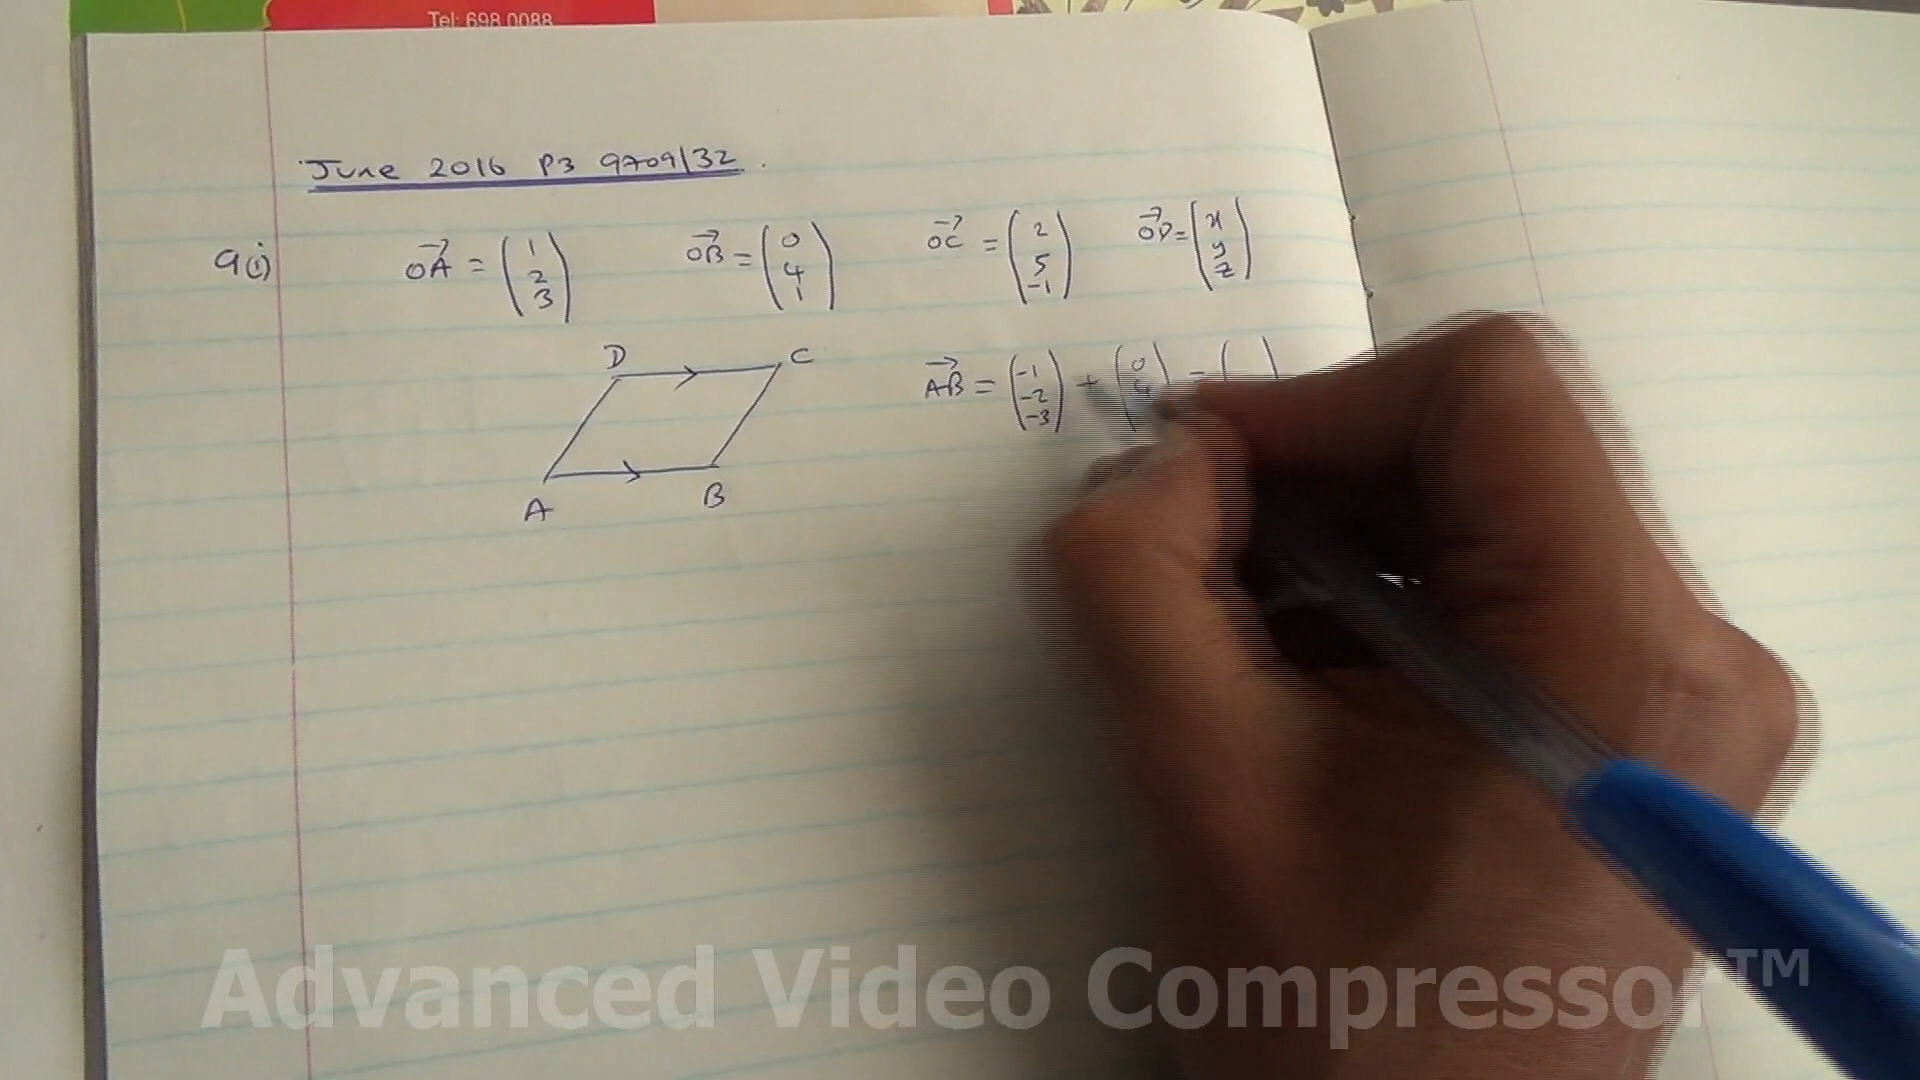 Tel: 698 0088
June 2016 P3 9709/32.
9(i) OA = (1 2 3) OB = (0 4 1) OC = (2 5 -1) OD = (x y z)
D C
AB = (-1 -2 -3) + (0 4
A B
Advanced Video Compressor™